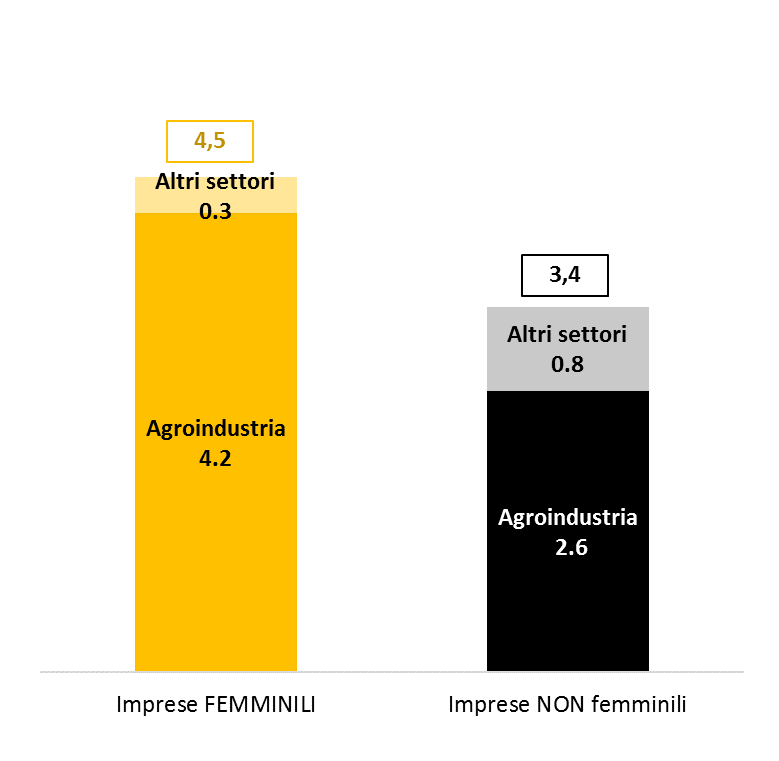 4,5
Altri settori
0.3
Agroindustria
4.2
Imprese FEMMINILI
3,4
Altri settori
0.8
Agroindustria
2.6
Imprese NON femminili